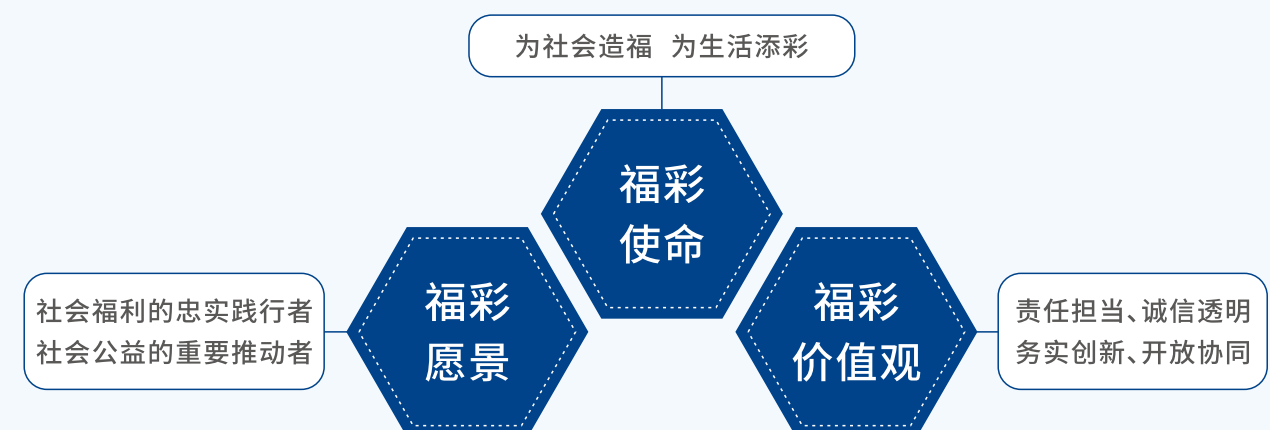 为社会造福 为生活添彩
福彩
使命
福彩
愿景
社会福利的忠实践行者
社会公益的重要推动者
福彩
价值观
责任担当、诚信透明
务实创新、开放协同